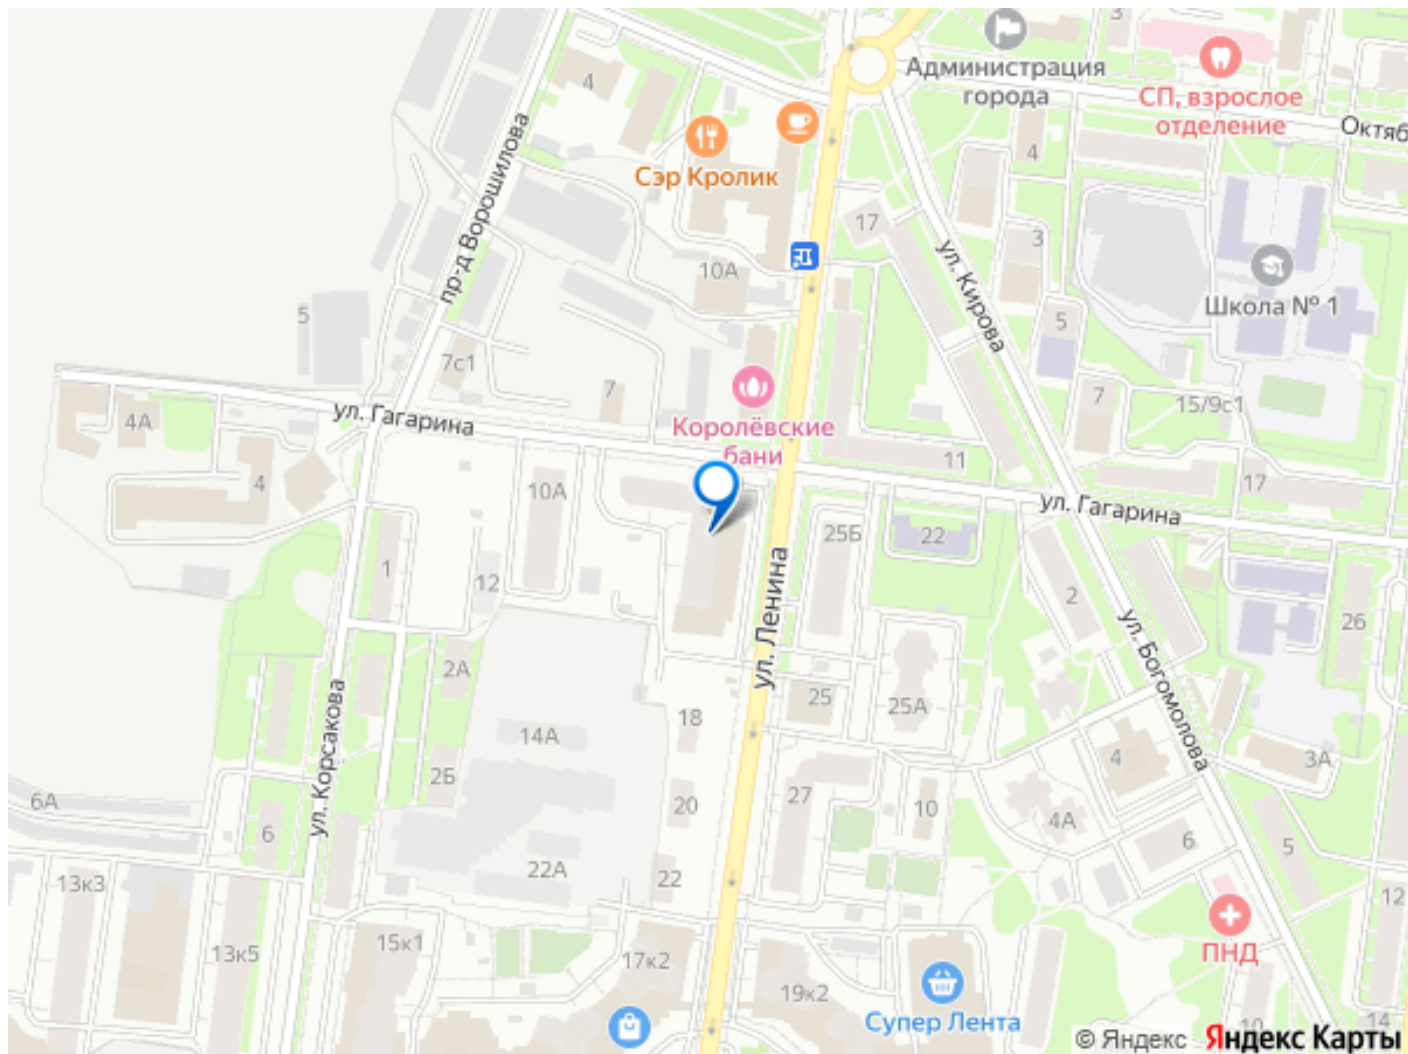 3
4
Администрация
города
СП, взрослое
отделение
Октяб
Сэр Кролик
4
пр-д Ворошилова
17
3
ул. Кирова
10А
Школа № 1
5
5
7с1
7
7
15/9с1
4А
ул. Гагарина
Королёвские
бани
11
17
4
10А
ул. Гагарина
25Б
22
1
12
2
26
ул. Ленина
ул. Богомолова
2А
25
25А
ул. Корсакова
18
14А
4
3А
2Б
6А
20
27
10
4А
6
6
5
22А
22
13к3
12
15к1
13к5
17к2
ПНД
19к2
Супер Лента
10
14
© Яндекс Яндекс Карты